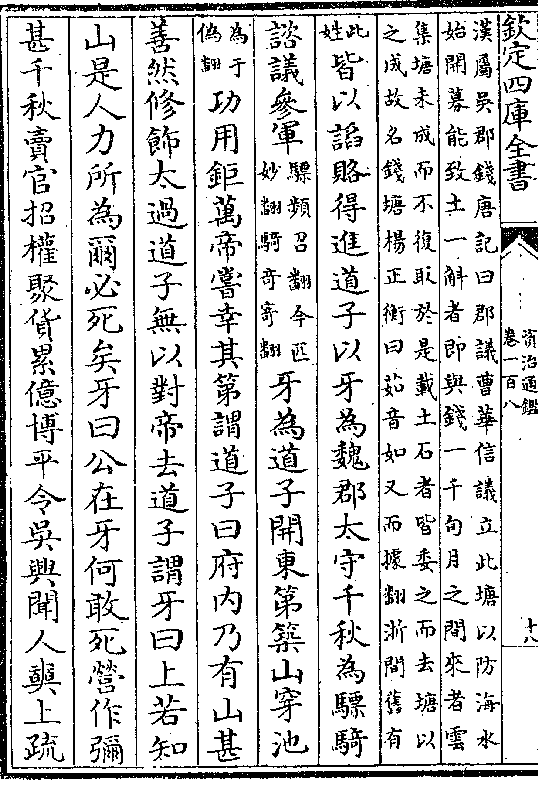 欽定四庫全書
資治通鑑
卷一百八
十八
漢屬吳郡錢唐記曰郡議曹華信議立此塘以防海水
始開募能致土一斛者即與錢一千旬月之間來者雲
集塘未成而不復取於是載土石者皆委之而去塘以
之成故名錢塘楊正衡曰茹音如又而據翻浙間舊有
此姓
皆以諂賂得進道子以牙為魏郡太守千秋為驃騎
諮議參軍
驃頻召翻今匹
妙翻騎奇寄翻
牙為道子開東第築山穿池
為于
偽翻
功用鉅萬帝嘗幸其第謂道子曰府內乃有山甚
善然修飾太過道子無以對帝去道子謂牙曰上若知
山是人力所為爾必死矣牙曰公在牙何敢死營作彌
甚千秋賣官招權聚貨累億博平令吳興聞人奭上疏